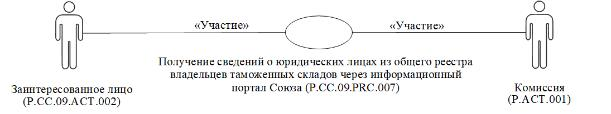 «Участие»
«Участие»
Получение сведений о юридических лицах из общего реестра
владельцев таможенных складов через информационный
портал Союза (P.CC.09.PRC.007)
Заинтересованное лицо
(P.CC.09.ACT.002)
Комиссия
(P.ACT.001)